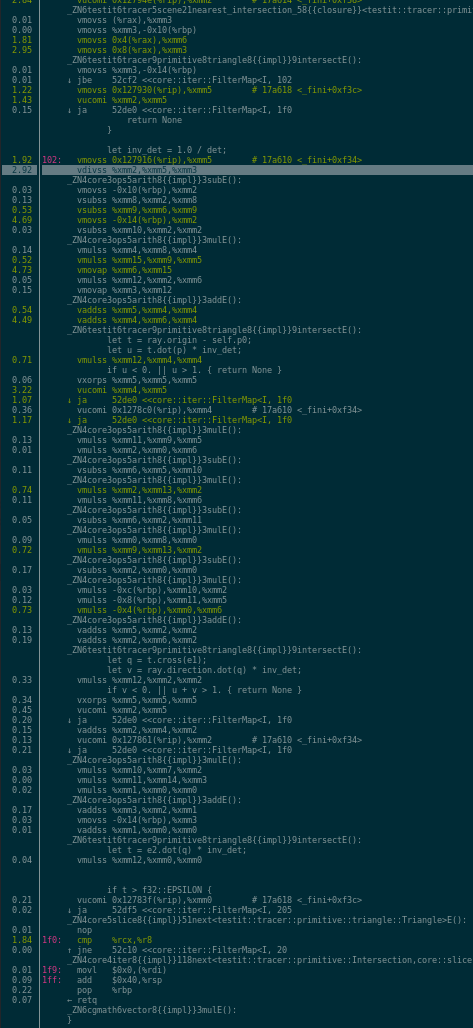 _ZN6testit6tracer5scene21nearest_intersection_58{{closure}}<testit::tracer::primi
0.01 vmovss (%rax),%xmm3
0.00 vmovss %xmm3,-0x10(%rbp)
1.81 vmovss 0x4(%rax),%xmm6
2.95 vmovss 0x8(%rax),%xmm3
_ZN6testit6tracer9primitive8triangle8{{impl}}9intersectE():
0.01 vmovss %xmm3,-0x14(%rbp)
0.01 ↓ jbe 52cf2 <<core::iter::FilterMap<I, 102
1.22 vmovss 0x127930(%rip),%xmm5 # 17a618 <_fini+0xf3c>
1.43 vucomi %xmm2,%xmm5
0.15 ↓ ja 52de0 <<core::iter::FilterMap<I, 1f0
return None
}
let inv_det = 1.0 / det;
1.92 102: vmovss 0x127916(%rip),%xmm5 # 17a610 <_fini+0xf34>
2.92 vdivss %xmm2,%xmm5,%xmm3
_ZN4core3ops5arith8{{impl}}3subE():
0.03 vmovss -0x10(%rbp),%xmm2
0.13 vsubss %xmm8,%xmm2,%xmm8
0.53 vsubss %xmm9,%xmm6,%xmm9
4.69 vmovss -0x14(%rbp),%xmm2
0.03 vsubss %xmm10,%xmm2,%xmm2
_ZN4core3ops5arith8{{impl}}3mulE():
0.14 vmulss %xmm4,%xmm8,%xmm4
0.52 vmulss %xmm15,%xmm9,%xmm5
4.73 vmovap %xmm6,%xmm15
0.05 vmulss %xmm12,%xmm2,%xmm6
0.15 vmovap %xmm3,%xmm12
_ZN4core3ops5arith8{{impl}}3addE():
0.54 vaddss %xmm5,%xmm4,%xmm4
4.49 vaddss %xmm4,%xmm6,%xmm4
_ZN6testit6tracer9primitive8triangle8{{impl}}9intersectE():
let t = ray.origin - self.p0;
let u = t.dot(p) * inv_det;
0.71 vmulss %xmm12,%xmm4,%xmm4
if u < 0. || u > 1. { return None }
0.06 vxorps %xmm5,%xmm5,%xmm5
3.22 vucomi %xmm4,%xmm5
1.07 ↓ ja 52de0 <<core::iter::FilterMap<I, 1f0
0.36 vucomi 0x1278c0(%rip),%xmm4 # 17a610 <_fini+0xf34>
1.17 ↓ ja 52de0 <<core::iter::FilterMap<I, 1f0
_ZN4core3ops5arith8{{impl}}3mulE():
0.13 vmulss %xmm11,%xmm9,%xmm5
0.01 vmulss %xmm2,%xmm0,%xmm6
_ZN4core3ops5arith8{{impl}}3subE():
0.11 vsubss %xmm6,%xmm5,%xmm10
_ZN4core3ops5arith8{{impl}}3mulE():
0.74 vmulss %xmm2,%xmm13,%xmm2
0.11 vmulss %xmm11,%xmm8,%xmm6
_ZN4core3ops5arith8{{impl}}3subE():
0.05 vsubss %xmm6,%xmm2,%xmm11
_ZN4core3ops5arith8{{impl}}3mulE():
0.09 vmulss %xmm0,%xmm8,%xmm0
0.72 vmulss %xmm9,%xmm13,%xmm2
_ZN4core3ops5arith8{{impl}}3subE():
0.17 vsubss %xmm2,%xmm0,%xmm0
_ZN4core3ops5arith8{{impl}}3mulE():
0.03 vmulss -0xc(%rbp),%xmm10,%xmm2
0.12 vmulss -0x8(%rbp),%xmm11,%xmm5
0.73 vmulss -0x4(%rbp),%xmm0,%xmm6
_ZN4core3ops5arith8{{impl}}3addE():
0.13 vaddss %xmm5,%xmm2,%xmm2
0.19 vaddss %xmm2,%xmm6,%xmm2
_ZN6testit6tracer9primitive8triangle8{{impl}}9intersectE():
let q = t.cross(e1);
let v = ray.direction.dot(q) * inv_det;
0.33 vmulss %xmm12,%xmm2,%xmm2
if v < 0. || u + v > 1. { return None }
0.34 vxorps %xmm5,%xmm5,%xmm5
0.45 vucomi %xmm2,%xmm5
0.20 ↓ ja 52de0 <<core::iter::FilterMap<I, 1f0
0.15 vaddss %xmm2,%xmm4,%xmm2
0.13 vucomi 0x127861(%rip),%xmm2 # 17a610 <_fini+0xf34>
0.21 ↓ ja 52de0 <<core::iter::FilterMap<I, 1f0
_ZN4core3ops5arith8{{impl}}3mulE():
0.03 vmulss %xmm10,%xmm7,%xmm2
0.00 vmulss %xmm11,%xmm14,%xmm3
0.02 vmulss %xmm1,%xmm0,%xmm0
_ZN4core3ops5arith8{{impl}}3addE():
0.17 vaddss %xmm3,%xmm2,%xmm1
0.03 vmovss -0x14(%rbp),%xmm3
0.01 vaddss %xmm1,%xmm0,%xmm0
_ZN6testit6tracer9primitive8triangle8{{impl}}9intersectE():
let t = e2.dot(q) * inv_det;
0.04 vmulss %xmm12,%xmm0,%xmm0
if t > f32::EPSILON {
0.21 vucomi 0x12783f(%rip),%xmm0 # 17a618 <_fini+0xf3c>
0.02 ↓ ja 52df5 <<core::iter::FilterMap<I, 205
_ZN4core5slice8{{impl}}51next<testit::tracer::primitive::triangle::Triangle>E():
0.01 nop
1.84 1f0: cmp %rcx,%r8
0.00 ↑ jne 52c10 <<core::iter::FilterMap<I, 20
_ZN4core4iter8{{impl}}118next<testit::tracer::primitive::Intersection,core::slice
0.01 1f9: movl $0x0,(%rdi)
0.09 1ff: add $0x40,%rsp
0.22 pop %rbp
0.07 ← retq
_ZN6cgmath6vector8{{impl}}3mulE():
}